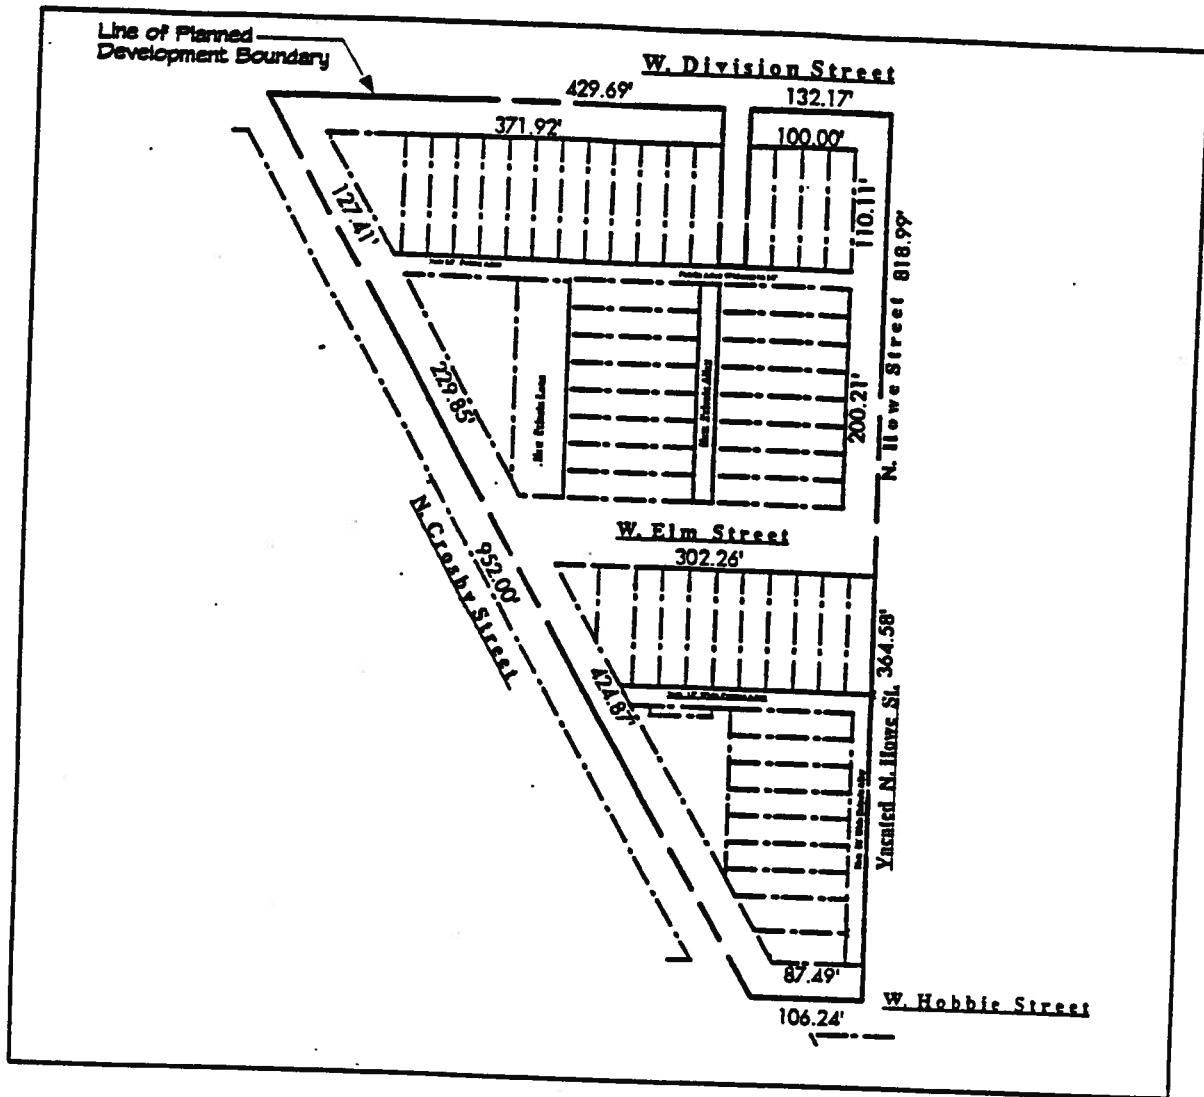 Line of Planned
Development Boundary
W. Division Street
429.69'
132.17'
371.92'
100.00'
127.41'
110.11'
N. Howe Street 818.99'
229.85'
200.21'
N. Crosby Street
952.00'
W. Elm Street
302.26'
424.87'
Vacated N. Howe St. 364.58'
87.49'
W. Hobbie Street
106.24'